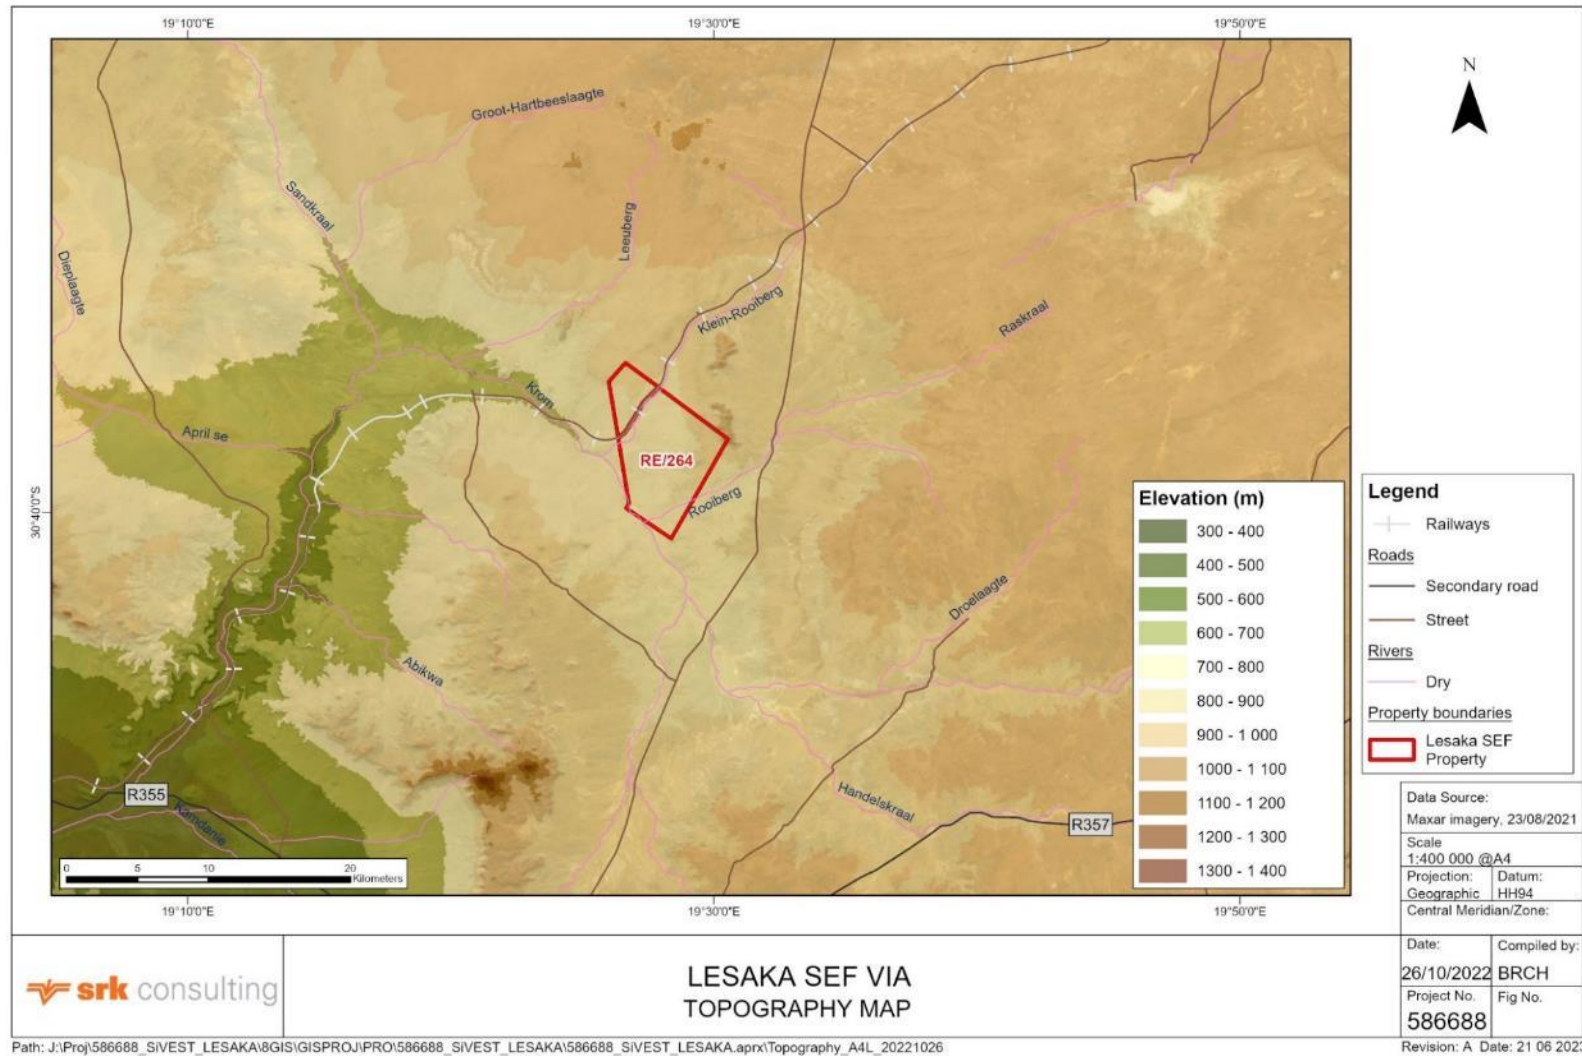 19°10'0"E
19°30'0"E
19°50'0"E
N
Groot-Hartbeeslaagte
Sandkraal
Leeuberg
Dieplaagte
Klein-Rooiberg
Raskraal
Krom
April se
RE/264
Rooiberg
30°40'0"S
Droelaagte
Abikwa
Handelskraal
R355
Kamdanie
R357
Elevation (m)
300 - 400
400 - 500
500 - 600
600 - 700
700 - 800
800 - 900
900 - 1 000
1000 - 1 100
1100 - 1 200
1200 - 1 300
1300 - 1 400
Legend
Railways
Roads
Secondary road
Street
Rivers
Dry
Property boundaries
Lesaka SEF
Property
0 5 10 20
Kilometers
19°10'0"E
19°30'0"E
19°50'0"E
Data Source:
Maxar imagery, 23/08/2021
Scale
1:400 000 @A4
Projection: Datum:
Geographic HH94
Central Meridian/Zone:
Date: Compiled by:
26/10/2022 BRCH
Project No. Fig No.
586688
srk consulting
LESAKA SEF VIA
TOPOGRAPHY MAP
Path: J:\Proj\586688_SiVEST_LESAKA\8GIS\GISPROJ\PRO\586688_SiVEST_LESAKA\586688_SiVEST_LESAKA.aprx\Topography_A4L_20221026
Revision: A Date: 21 06 2023